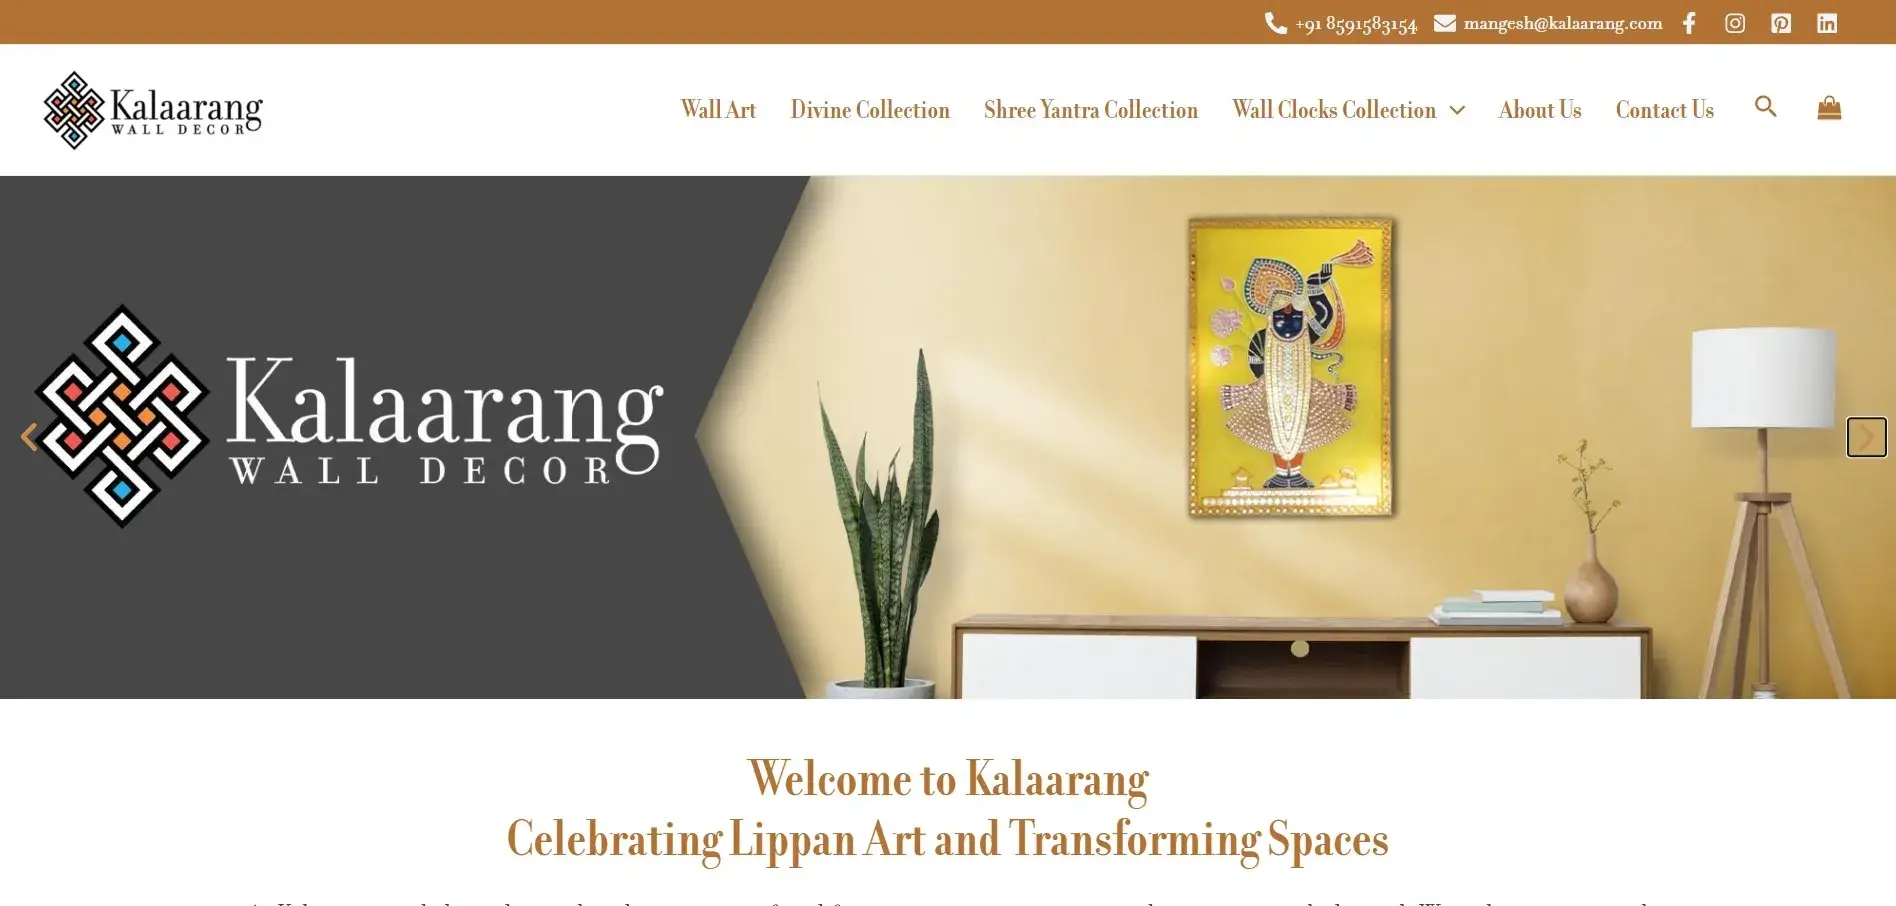 +91 8591583154 mangesh@kalaarang.com
Kalaarang
WALL DECOR
Wall Art Divine Collection Shree Yantra Collection Wall Clocks Collection About Us Contact Us
Kalaarang
WALL DECOR
Welcome to Kalaarang
Celebrating Lippan Art and Transforming Spaces